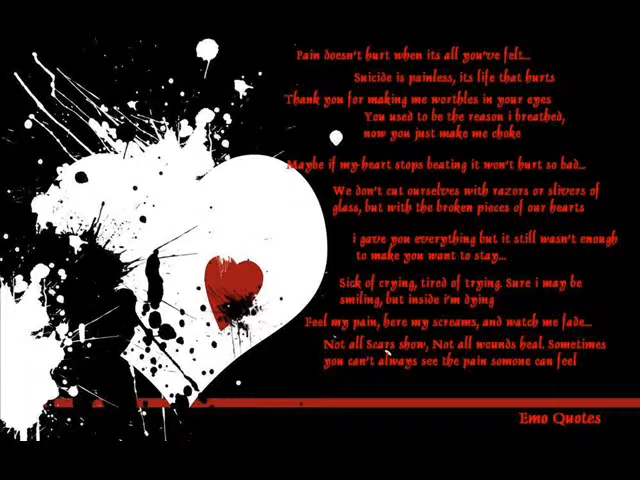 Pain doesn't hurt when its all you've felt...
Suicide is painless, its life that hurts
Thank you for making me worthles in your eyes
You used to be the reason i breathed,
now you just make me choke
Maybe if my heart stops beating it won't hurt so bad...
We don't cut ourselves with razors or slivers of
glass, but with the broken pieces of our hearts
i gave you everything but it still wasn't enough
to make you want to stay...
Sick of crying, tired of trying. Sure i may be
smiling, but inside i'm dying
Feel my pain, here my screams, and watch me fade...
Not all Scars show, Not all wounds heal. Sometimes
you can't always see the pain somone can feel
Emo Quotes